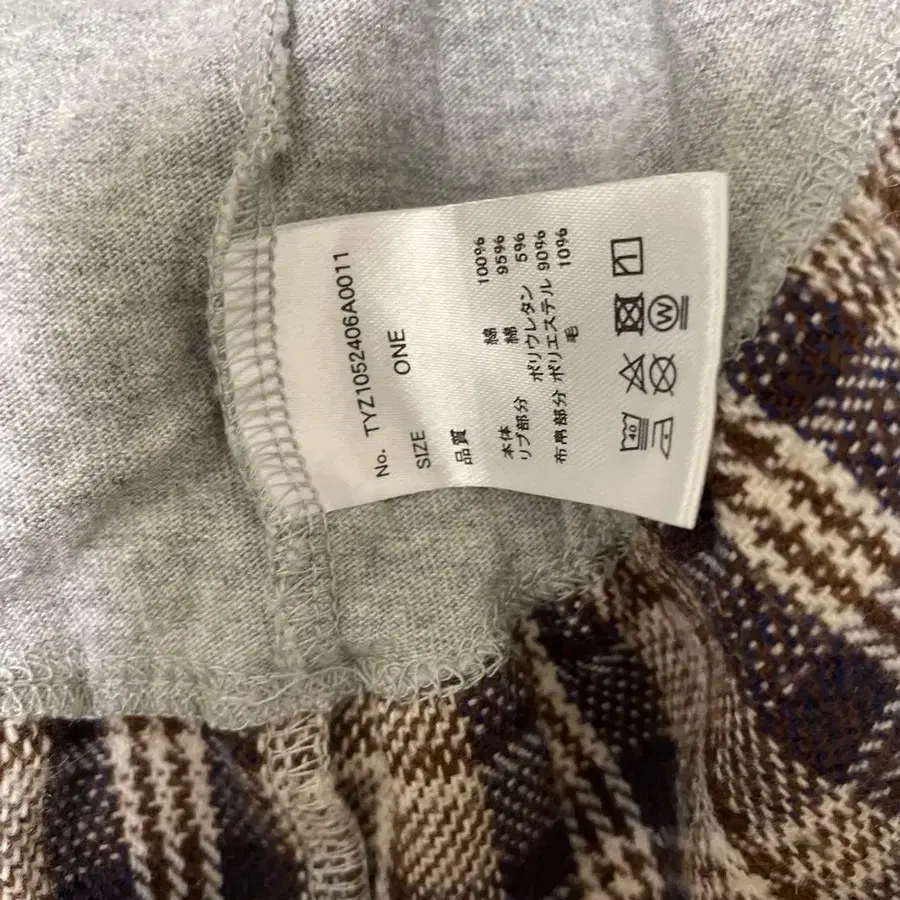 No. TYZ1052406A0011
SIZE ONE
品質
本体 綿 100%
リブ部分 綿 95%
ポリウレタン 5%
布帛部分 ポリエステル 90%
毛 10%
40
W